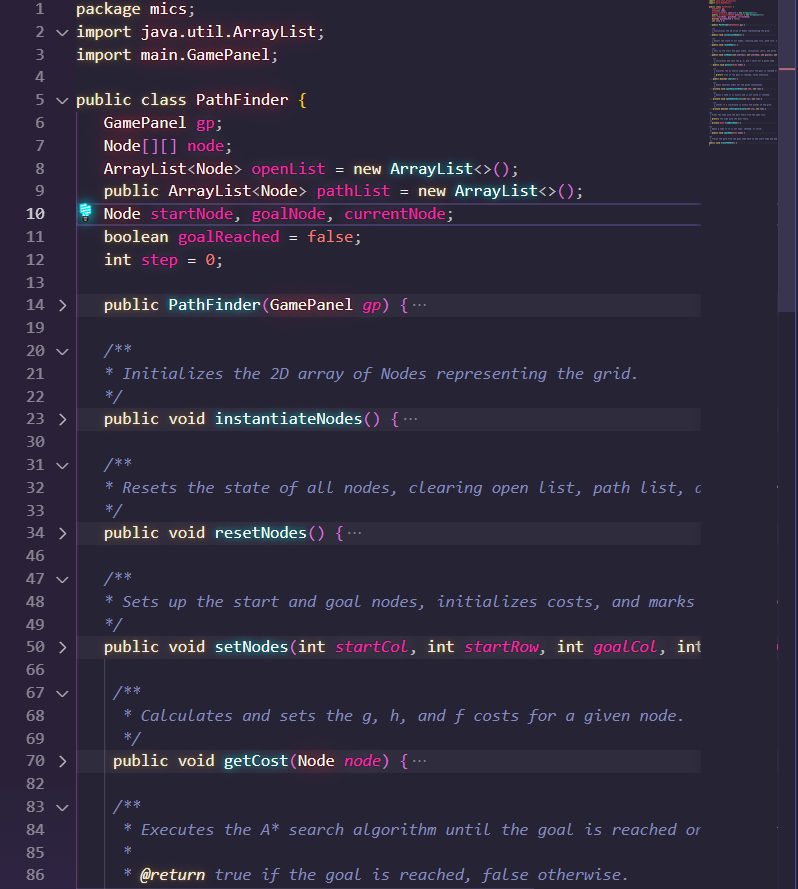 1 package mics;
2 import java.util.ArrayList;
3 import main.GamePanel;
4
5 public class PathFinder {
6 GamePanel gp;
7 Node[][] node;
8 ArrayList<Node> openList = new ArrayList<>();
9 public ArrayList<Node> pathList = new ArrayList<>();
10 Node startNode, goalNode, currentNode;
11 boolean goalReached = false;
12 int step = 0;
13
14 public PathFinder(GamePanel gp) { ···
19
20 /**
21 * Initializes the 2D array of Nodes representing the grid.
22 */
23 public void instantiateNodes() { ···
30
31 /**
32 * Resets the state of all nodes, clearing open list, path list,
33 */
34 public void resetNodes() { ···
46
47 /**
48 * Sets up the start and goal nodes, initializes costs, and marks
49 */
50 public void setNodes(int startCol, int startRow, int goalCol, int
66
67 /**
68 * Calculates and sets the g, h, and f costs for a given node.
69 */
70 public void getCost(Node node) { ···
82
83 /**
84 * Executes the A* search algorithm until the goal is reached or
85 *
86 * @return true if the goal is reached, false otherwise.